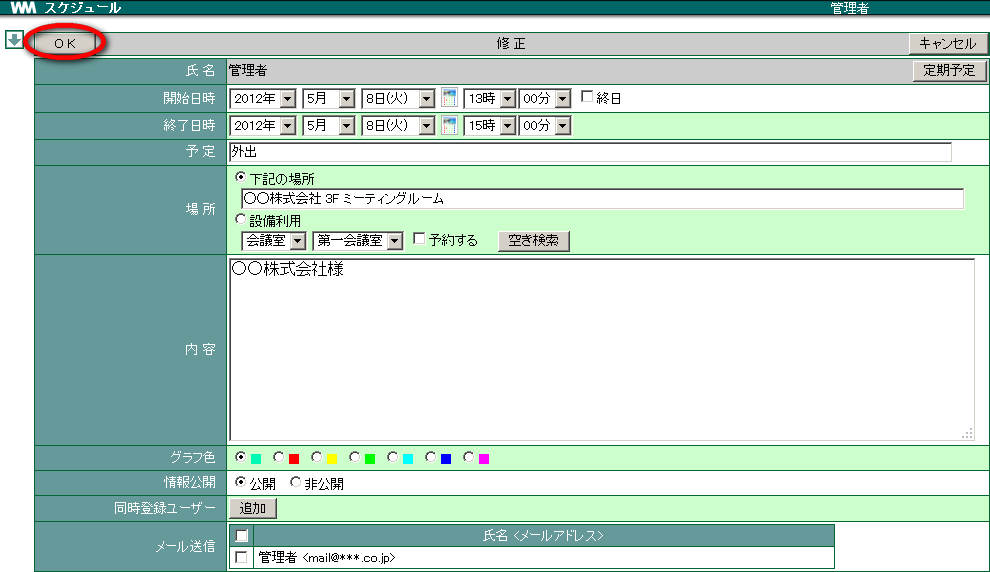 WM スケジュール 管理者
OK 修正 キャンセル
氏名 管理者 定期予定
開始日時 2012年 5月 8日(火) 13時 00分 終日
終了日時 2012年 5月 8日(火) 15時 00分
予定 外出
場所 下記の場所
〇〇株式会社 3F ミーティングルーム
設備利用
会議室 第一会議室 予約する 空き検索
内容 〇〇株式会社様
グラフ色
情報公開 公開 非公開
同時登録ユーザー 追加
メール送信 氏名 <メールアドレス>
管理者 <mail@***.co.jp>